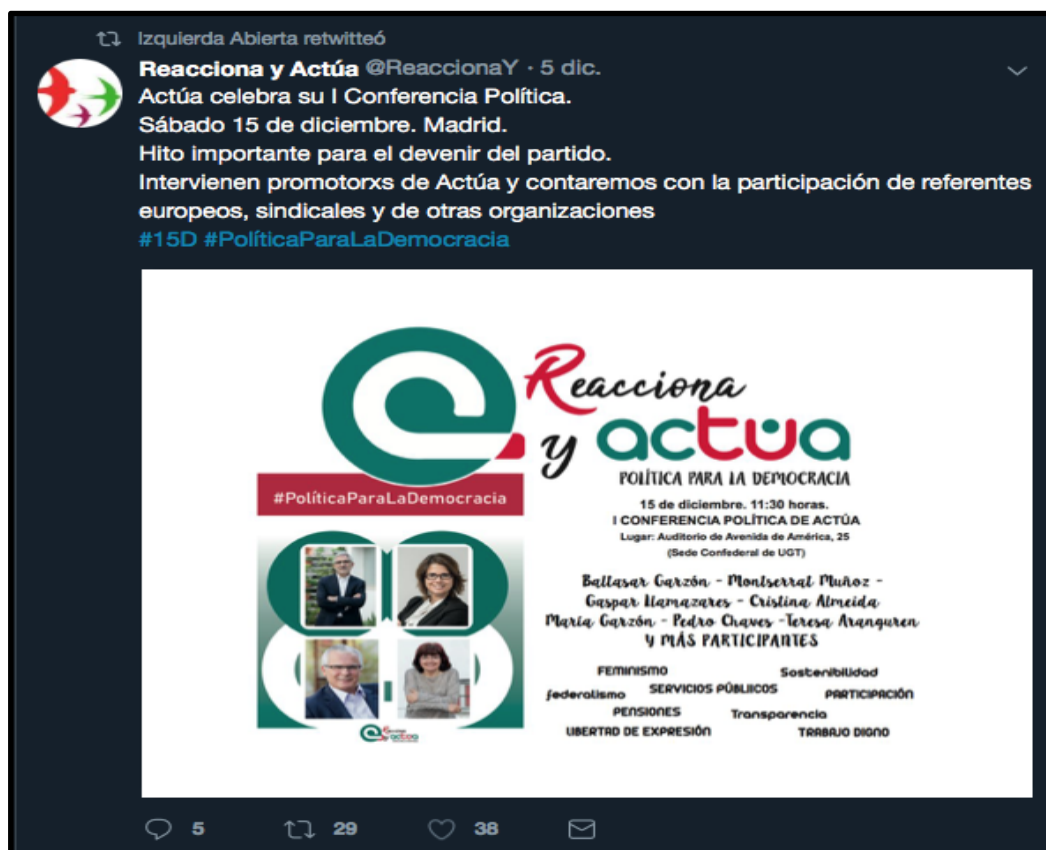 Izquierda Abierta retwitteó
Reacciona y Actúa @ReaccionaY · 5 dic.
Actúa celebra su I Conferencia Política.
Sábado 15 de diciembre. Madrid.
Hito importante para el devenir del partido.
Intervienen promotorxs de Actúa y contaremos con la participación de referentes
europeos, sindicales y de otras organizaciones
#15D #PolíticaParaLaDemocracia
#PolíticaParaLaDemocracia
Reacciona
y actüa
POLÍTICA PARA LA DEMOCRACIA
15 de diciembre. 11:30 horas.
I CONFERENCIA POLÍTICA DE ACTÚA
Lugar: Auditorio de Avenida de América, 25
(Sede Confederal de UGT)
Baltasar Garzón - Montserrat Muñoz -
Gaspar Llamazares - Cristina Almeida
María Garzón - Pedro Chaves -Teresa Aranguren
Y MÁS PARTICIPANTES
FEMINISMO Sostenibilidad
federalismo SERVICIOS PÚBLIICOS PARTICIPACIÓN
PENSIONES Transparencia
LIBERTAD DE EXPRESIÓN TRABAJO DIGNO
Reacciona
y actüa
5 29 38